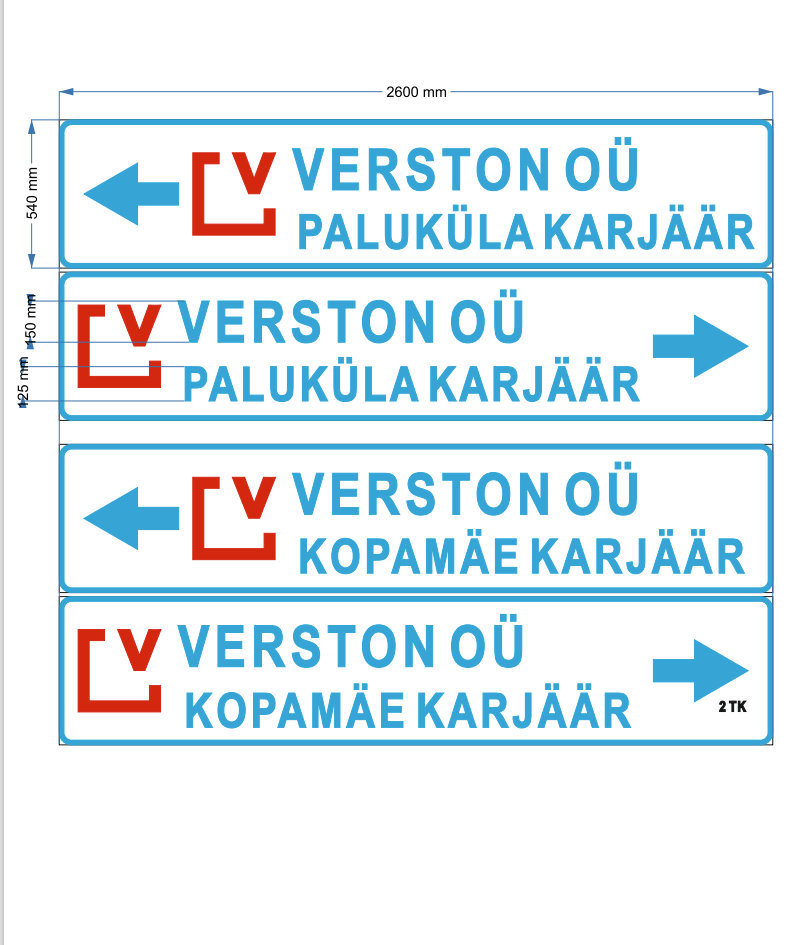 2600 mm
540 mm
VERSTON OÜ
PALUKÜLA KARJÄÄR
150 mm
125 mm
VERSTON OÜ
PALUKÜLA KARJÄÄR
VERSTON OÜ
KOPAMÄE KARJÄÄR
VERSTON OÜ
KOPAMÄE KARJÄÄR
2 TK